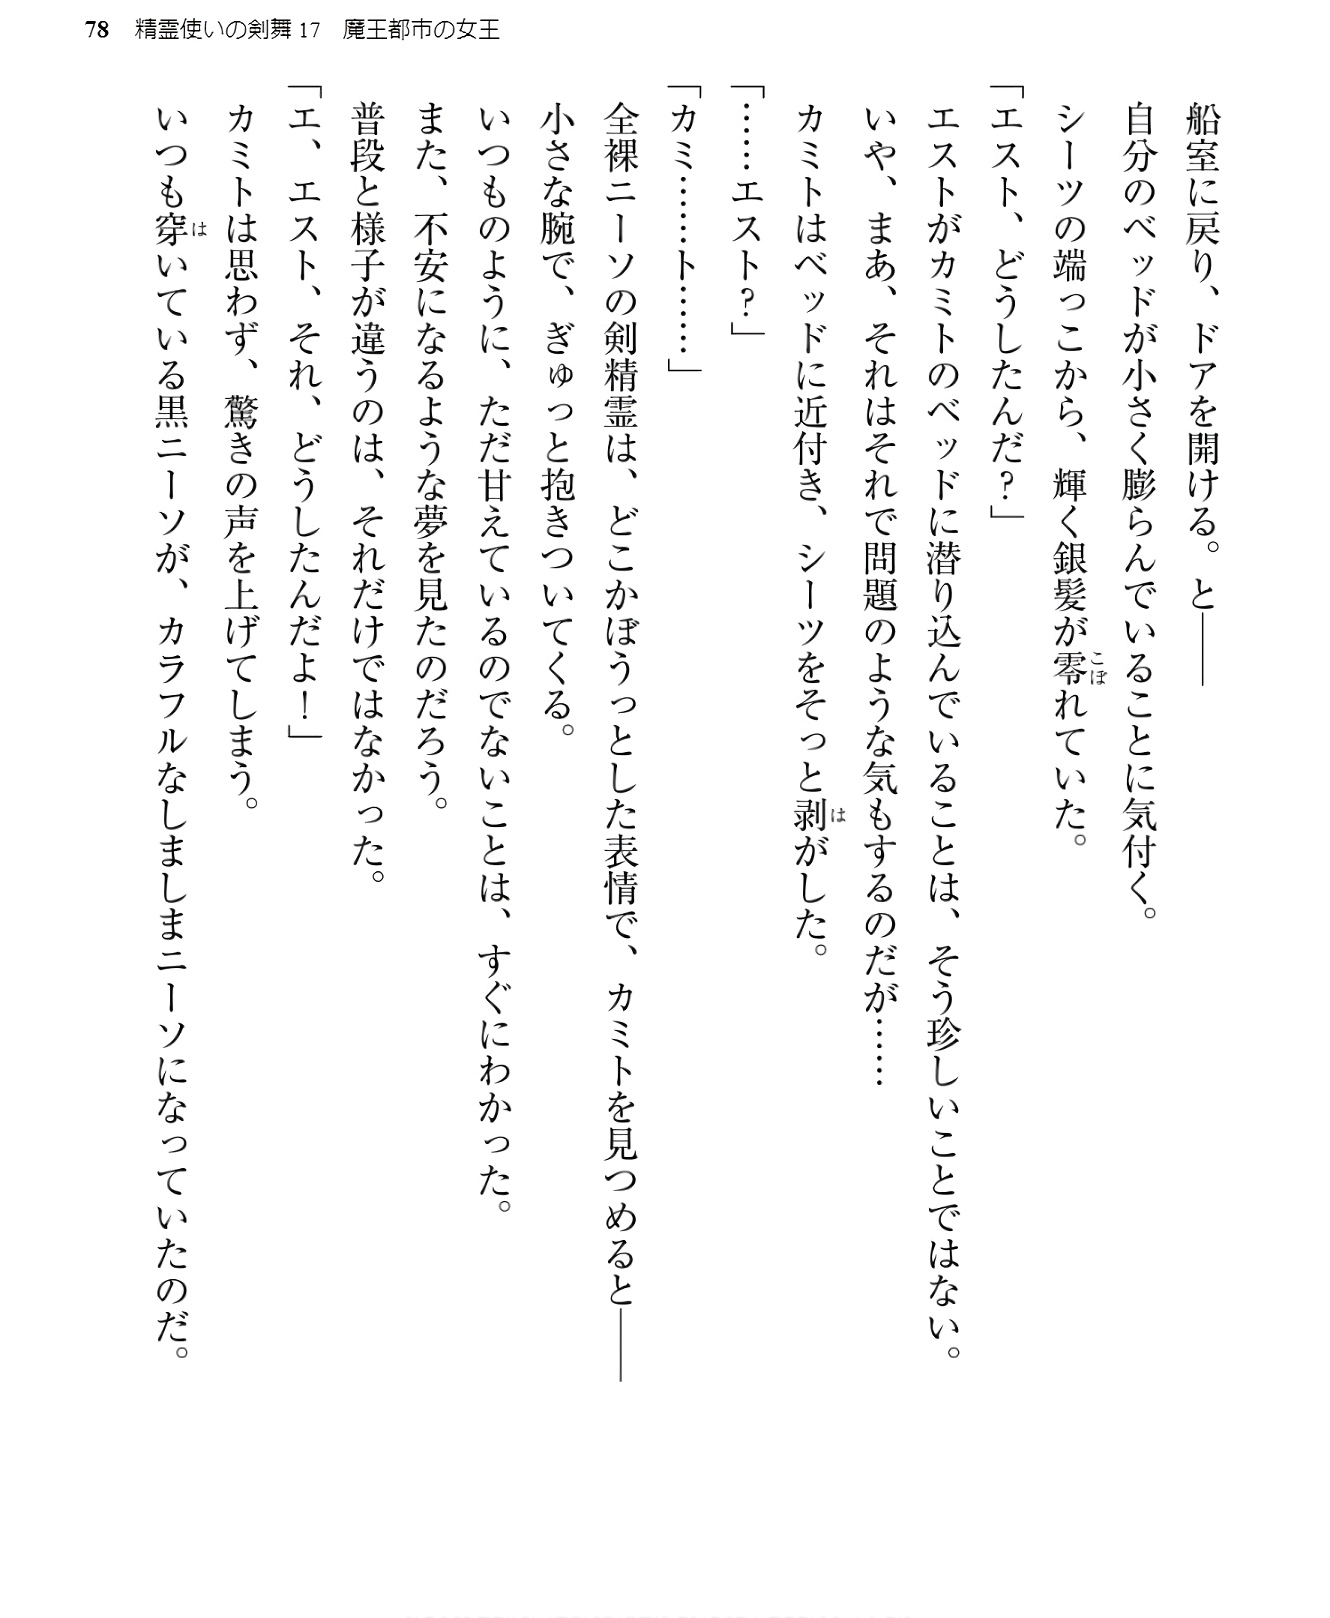 78 精霊使いの剣舞17 魔王都市の女王
船室に戻り、ドアを開ける。と――
自分のベッドが小さく膨らんでいることに気付く。
シーツの端っこから、輝く銀髪が零れていた。
「エスト、どうしたんだ?」
エストがカミトのベッドに潜り込んでいることは、そう珍しいことではない。
いや、まあ、それはそれで問題のような気もするのだが……
カミトはベッドに近付き、シーツをそっと剥がした。
「……エスト?」
「カミ……ト……」
全裸ニーソの剣精霊は、どこかぼうっとした表情で、カミトを見つめると――
小さな腕で、ぎゅっと抱きついてくる。
いつものように、ただ甘えているのでないことは、すぐにわかった。
また、不安になるような夢を見たのだろう。
普段と様子が違うのは、それだけではなかった。
「エ、エスト、それ、どうしたんだよ!」
カミトは思わず、驚きの声を上げてしまう。
いつも穿いている黒ニーソが、カラフルなしましまニーソになっていたのだ。